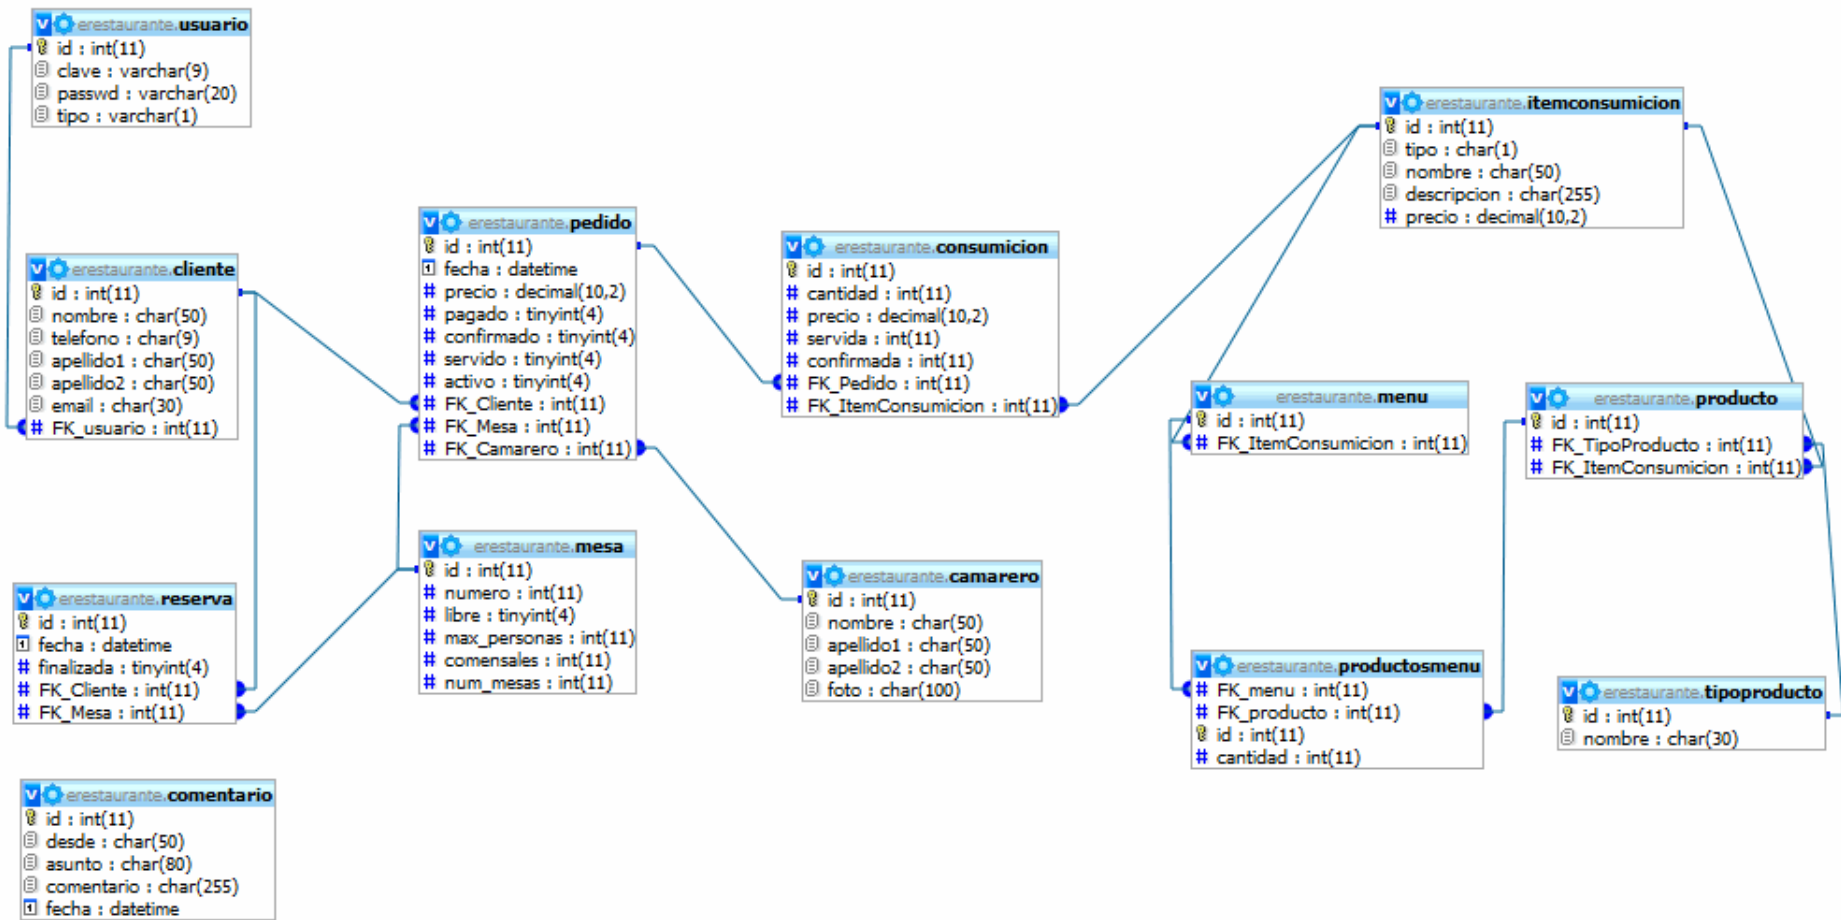 erestaurante.usuario
id : int(11)
clave : varchar(9)
passwd : varchar(20)
tipo : varchar(1)
erestaurante.cliente
id : int(11)
nombre : char(50)
telefono : char(9)
apellido1 : char(50)
apellido2 : char(50)
email : char(30)
FK_usuario : int(11)
erestaurante.reserva
id : int(11)
fecha : datetime
finalizada : tinyint(4)
FK_Cliente : int(11)
FK_Mesa : int(11)
erestaurante.comentario
id : int(11)
desde : char(50)
asunto : char(80)
comentario : char(255)
fecha : datetime
erestaurante.pedido
id : int(11)
fecha : datetime
precio : decimal(10,2)
pagado : tinyint(4)
confirmado : tinyint(4)
servido : tinyint(4)
activo : tinyint(4)
FK_Cliente : int(11)
FK_Mesa : int(11)
FK_Camarero : int(11)
erestaurante.mesa
id : int(11)
numero : int(11)
libre : tinyint(4)
max_personas : int(11)
comensales : int(11)
num_mesas : int(11)
erestaurante.consumicion
id : int(11)
cantidad : int(11)
precio : decimal(10,2)
servida : int(11)
confirmada : int(11)
FK_Pedido : int(11)
FK_ItemConsumicion : int(11)
erestaurante.camarero
id : int(11)
nombre : char(50)
apellido1 : char(50)
apellido2 : char(50)
foto : char(100)
erestaurante.itemconsumicion
id : int(11)
tipo : char(1)
nombre : char(50)
descripcion : char(255)
precio : decimal(10,2)
erestaurante.menu
id : int(11)
FK_ItemConsumicion : int(11)
erestaurante.producto
id : int(11)
FK_TipoProducto : int(11)
FK_ItemConsumicion : int(11)
erestaurante.productosmenu
FK_menu : int(11)
FK_producto : int(11)
id : int(11)
cantidad : int(11)
erestaurante.tipoproducto
id : int(11)
nombre : char(30)